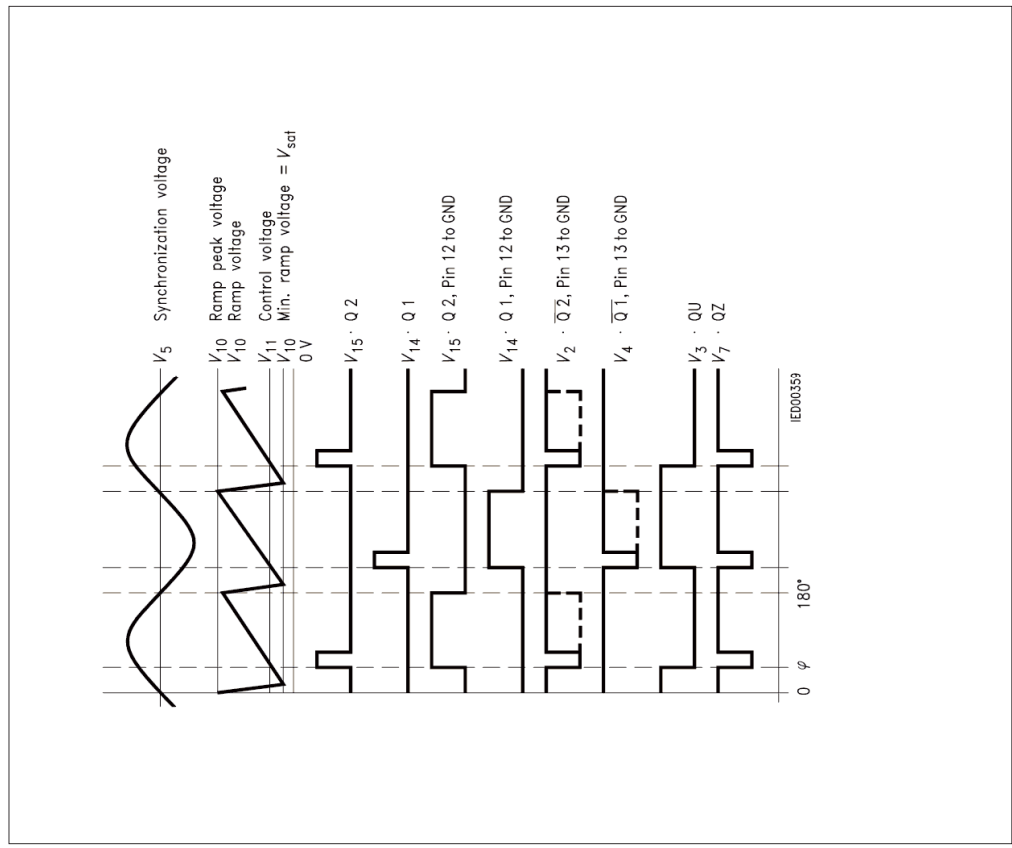 V5 Synchronization voltage
V10 Ramp peak voltage
V10 Ramp voltage
V11 Control voltage
V10 Min. ramp voltage = Vsat
0 V
V15 · Q 2
V14 · Q 1
V15 · Q 2, Pin 12 to GND
V14 · Q 1, Pin 12 to GND
V2 · Q̅ 2̅, Pin 13 to GND
V4 · Q̅ 1̅, Pin 13 to GND
V3 · QU
V7 · QZ
0 φ 180°
IED00359